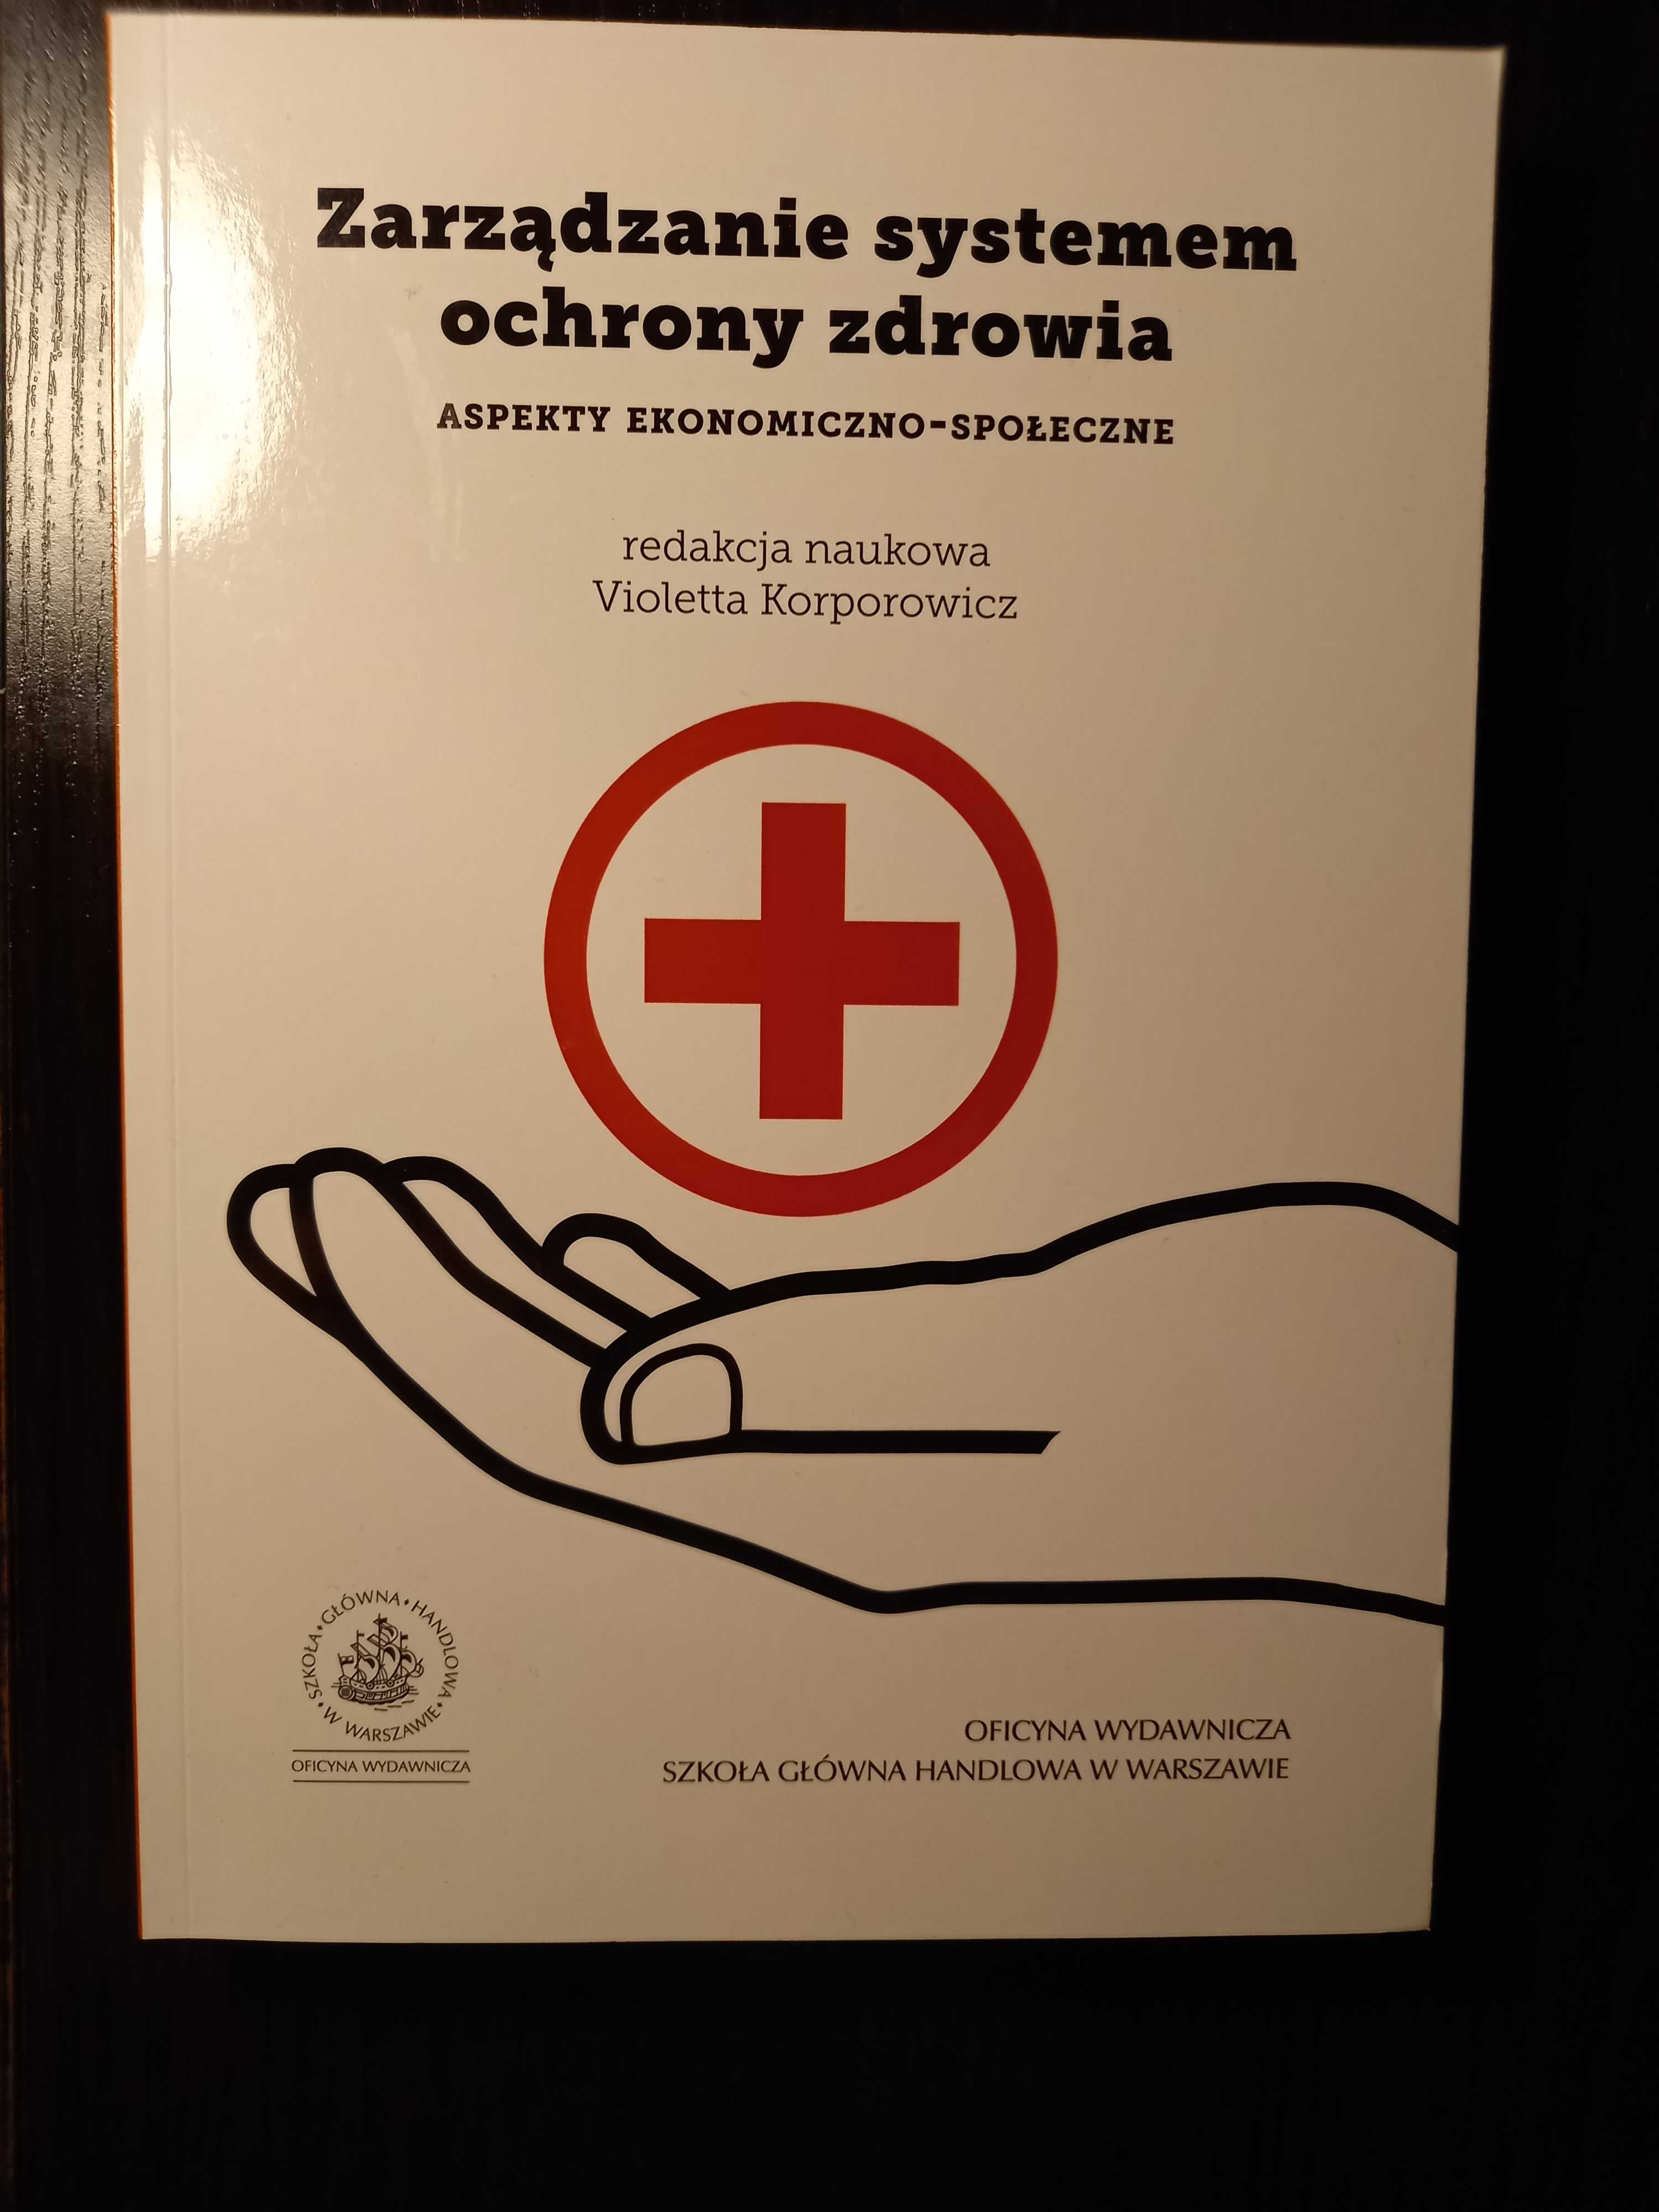 Zarządzanie systemem
ochrony zdrowia
ASPEKTY EKONOMICZNO-SPOŁECZNE
redakcja naukowa
Violetta Korporowicz
•SZKOŁA•GŁÓWNA•HANDLOWA•
W WARSZAWIE
OFICYNA WYDAWNICZA
OFICYNA WYDAWNICZA
SZKOŁA GŁÓWNA HANDLOWA W WARSZAWIE